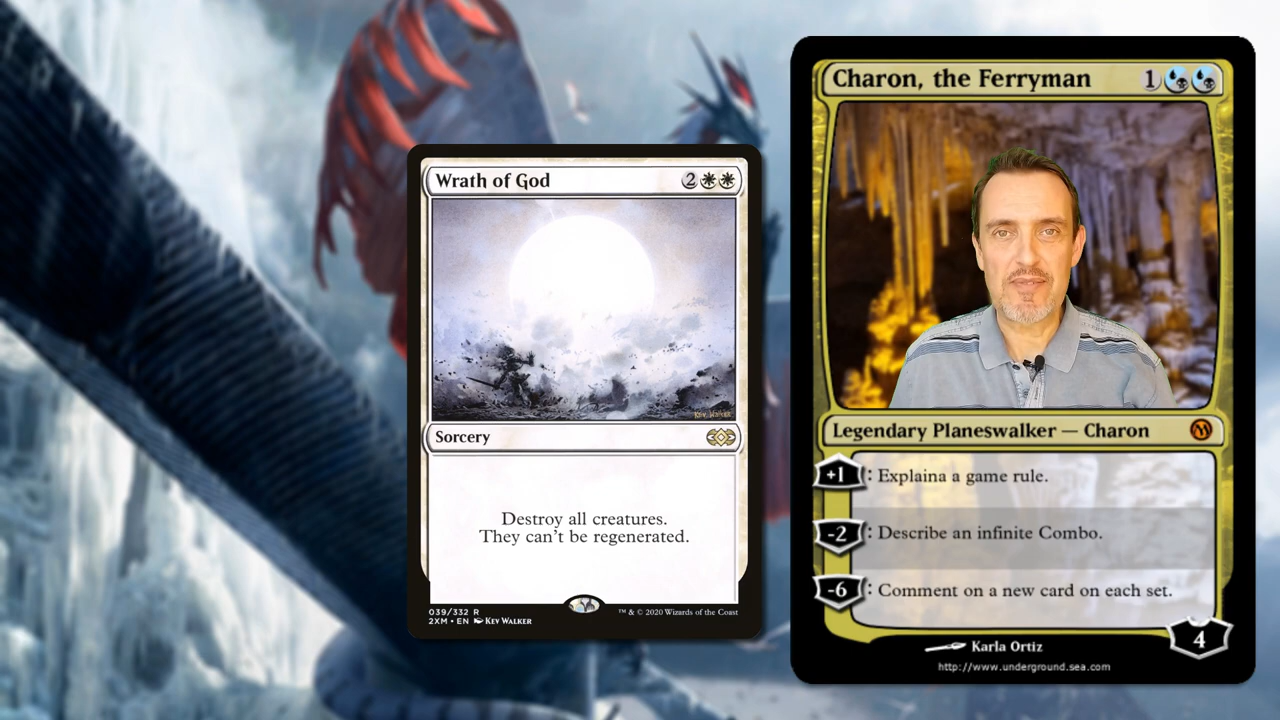 Wrath of God 2
Kev Walker
Sorcery
Destroy all creatures.
They can't be regenerated.
039/332 R
2XM • EN Kev Walker
™ & © 2020 Wizards of the Coast
Charon, the Ferryman 1
Legendary Planeswalker — Charon
+1 : Explaina a game rule.
-2 : Describe an infinite Combo.
-6 : Comment on a new card on each set.
4
Karla Ortiz
http://www.underground.sea.com